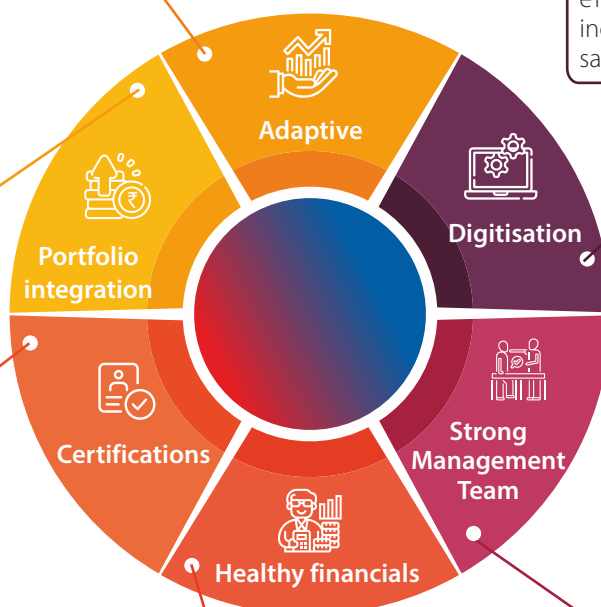 Adaptive
Digitisation
Strong
Management
Team
Healthy financials
Certifications
Portfolio
integration
₹